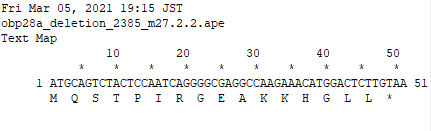 Fri Mar 05, 2021 19:15 JST
obp28a_deletion_2385_m27.2.2.ape
Text Map
10 20 30 40 50
* * * * * * * * * *
1 ATGCAGTCTACTCCAATCAGGGGCGAGGCCAAGAAACATGGACTCTTGTAA 51
M Q S T P I R G E A K K H G L L *